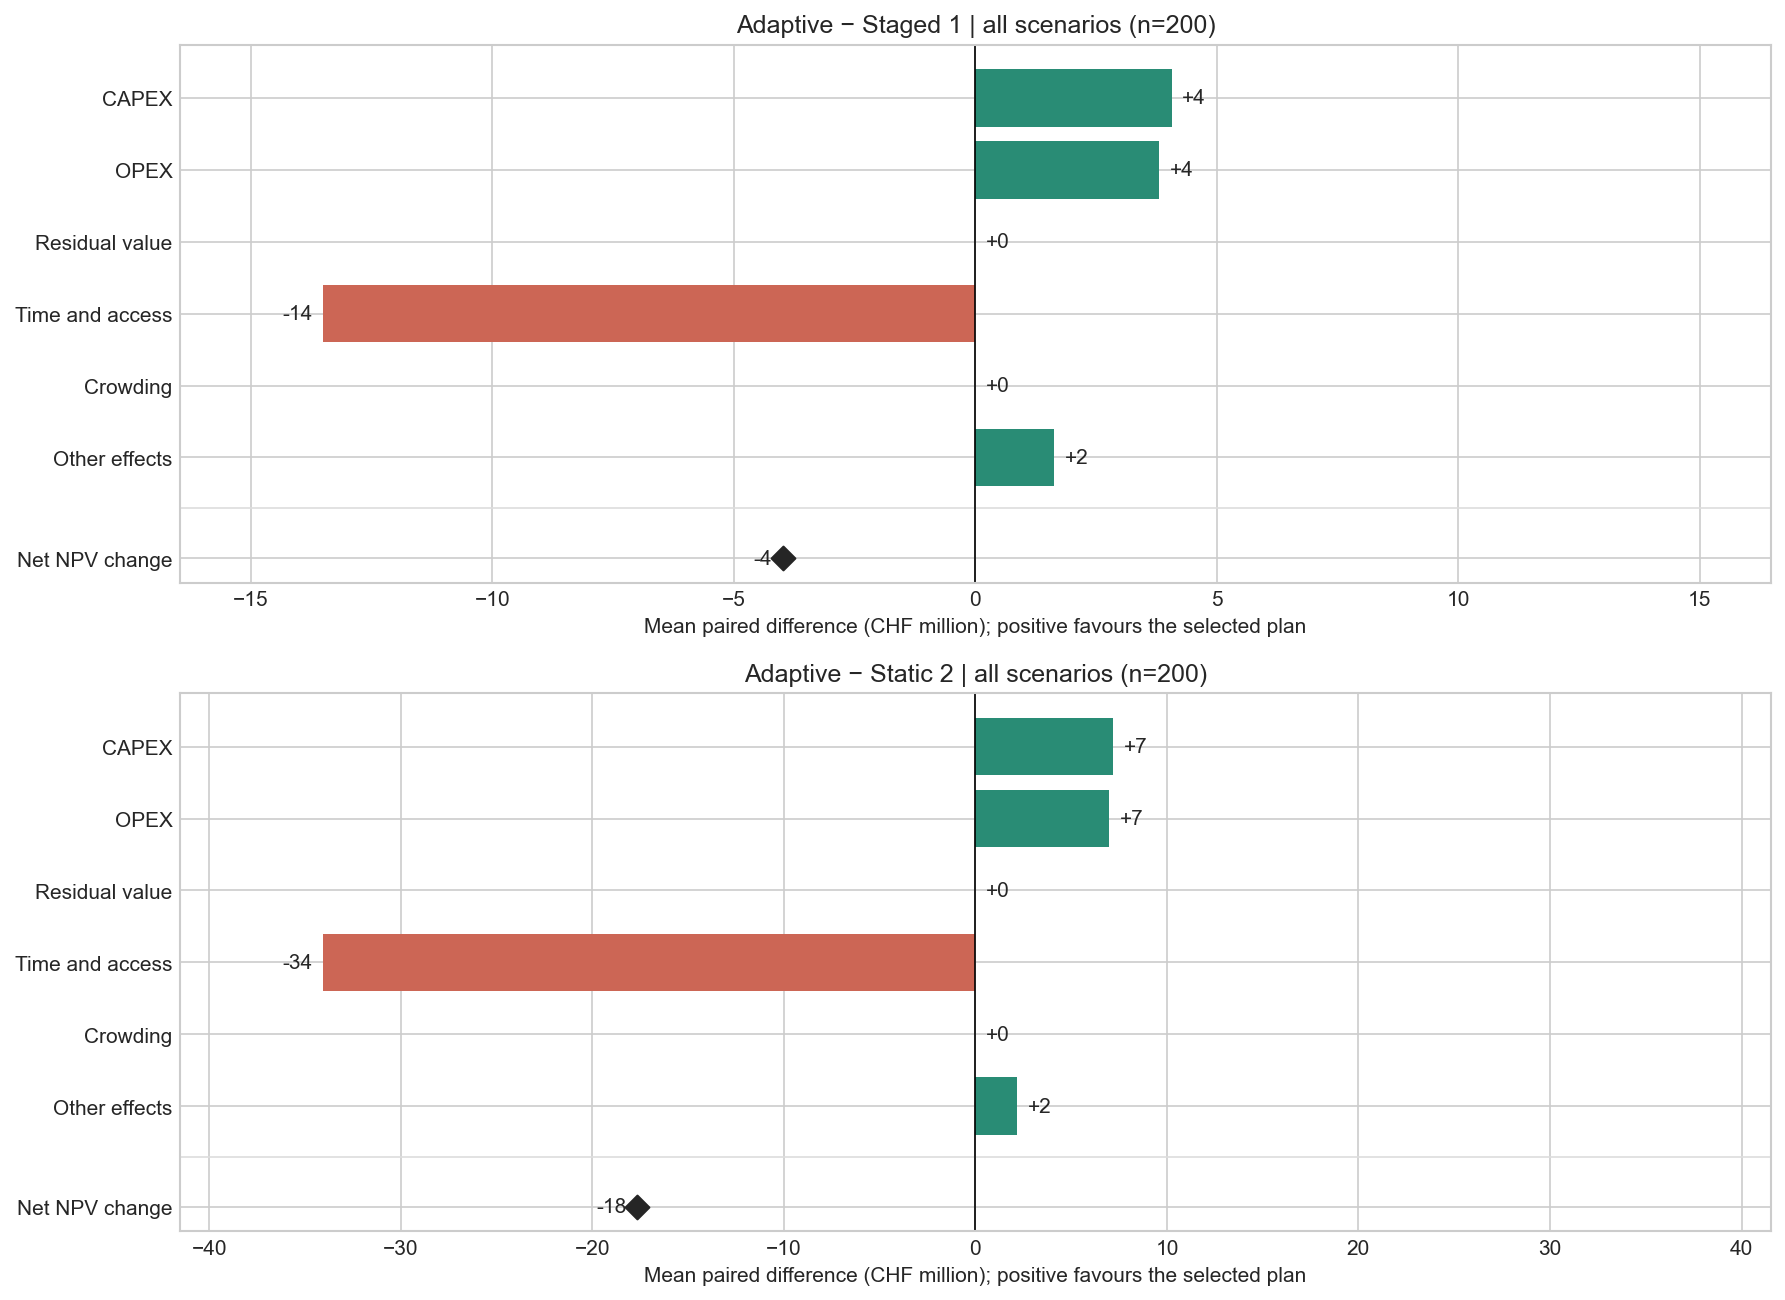 Adaptive − Staged 1 | all scenarios (n=200)
CAPEX
+4
OPEX
+4
Residual value
+0
Time and access
-14
Crowding
+0
Other effects
+2
Net NPV change
-4
−15 −10 −5 0 5 10 15
Mean paired difference (CHF million); positive favours the selected plan
Adaptive − Static 2 | all scenarios (n=200)
CAPEX
+7
OPEX
+7
Residual value
+0
Time and access
-34
Crowding
+0
Other effects
+2
Net NPV change
-18
−40 −30 −20 −10 0 10 20 30 40
Mean paired difference (CHF million); positive favours the selected plan